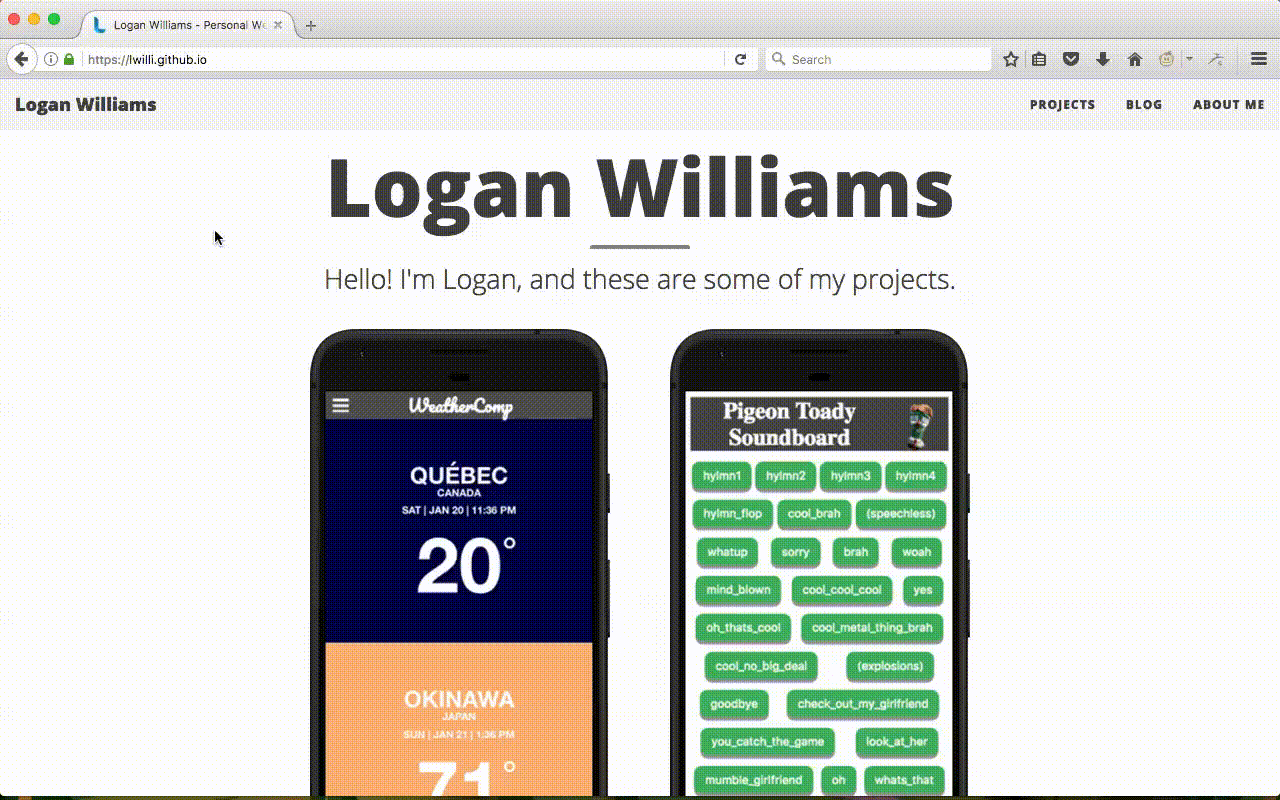 Logan Williams - Personal We
https://lwilli.github.io
Search
Logan Williams
PROJECTS BLOG ABOUT ME
Logan Williams
Hello! I'm Logan, and these are some of my projects.
WeatherComp
QUÉBEC
CANADA
SAT | JAN 20 | 11:36 PM
20°
OKINAWA
JAPAN
SUN | JAN 21 | 1:36 PM
71°
Pigeon Toady
Soundboard
hylmn1 hylmn2 hylmn3 hylmn4
hylmn_flop cool_brah (speechless)
whatup sorry brah woah
mind_blown cool_cool_cool yes
oh_thats_cool cool_metal_thing_brah
cool_no_big_deal (explosions)
goodbye check_out_my_girlfriend
you_catch_the_game look_at_her
mumble_girlfriend oh whats_that